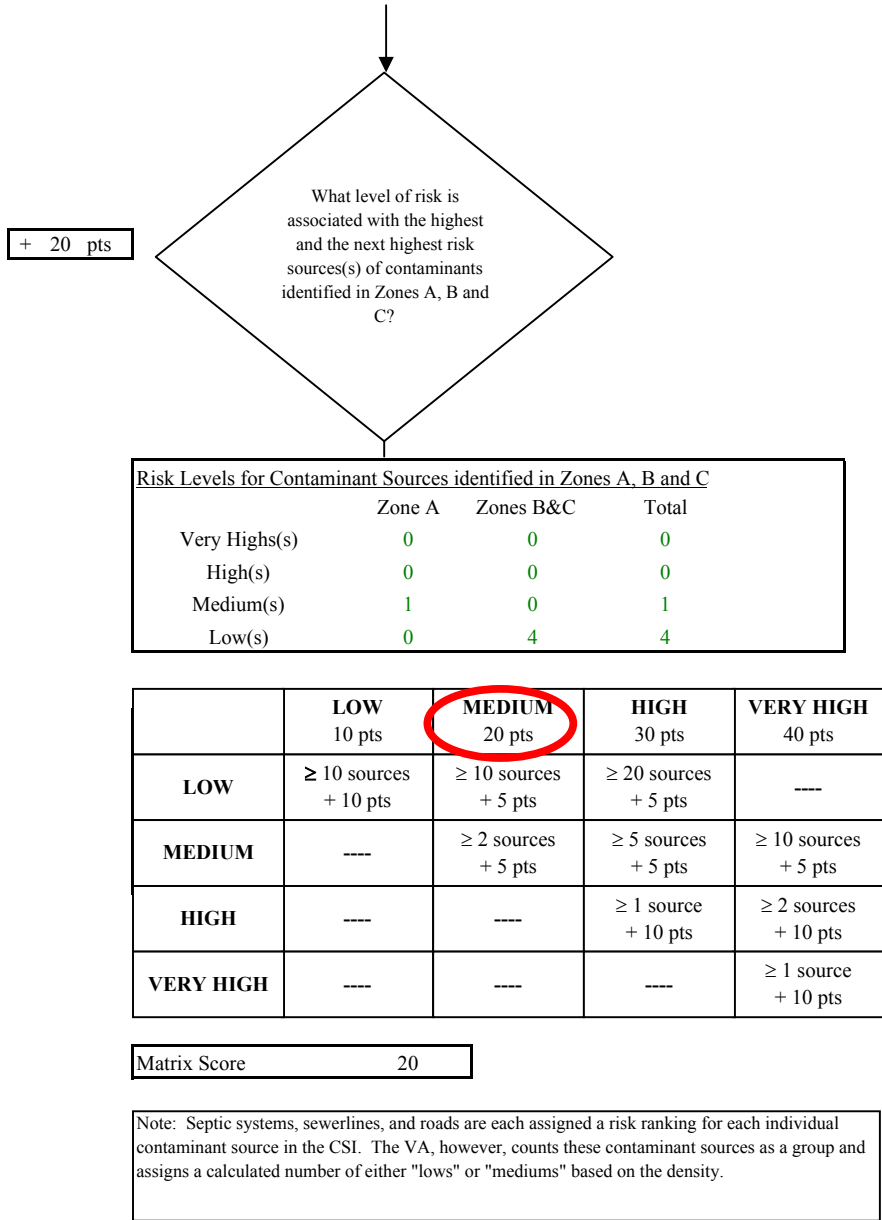 What level of risk is
associated with the highest
and the next highest risk
sources(s) of contaminants
identified in Zones A, B and
C?
+ 20 pts
Risk Levels for Contaminant Sources identified in Zones A, B and C
Zone A Zones B&C Total
Very Highs(s) 0 0 0
High(s) 0 0 0
Medium(s) 1 0 1
Low(s) 0 4 4
LOW MEDIUM HIGH VERY HIGH
10 pts 20 pts 30 pts 40 pts
LOW ≥ 10 sources ≥ 10 sources ≥ 20 sources ----
+ 10 pts + 5 pts + 5 pts
MEDIUM ---- ≥ 2 sources ≥ 5 sources ≥ 10 sources
+ 5 pts + 5 pts + 5 pts
HIGH ---- ---- ≥ 1 source ≥ 2 sources
+ 10 pts + 10 pts
VERY HIGH ---- ---- ---- ≥ 1 source
+ 10 pts
Matrix Score 20
Note: Septic systems, sewerlines, and roads are each assigned a risk ranking for each individual
contaminant source in the CSI. The VA, however, counts these contaminant sources as a group and
assigns a calculated number of either "lows" or "mediums" based on the density.